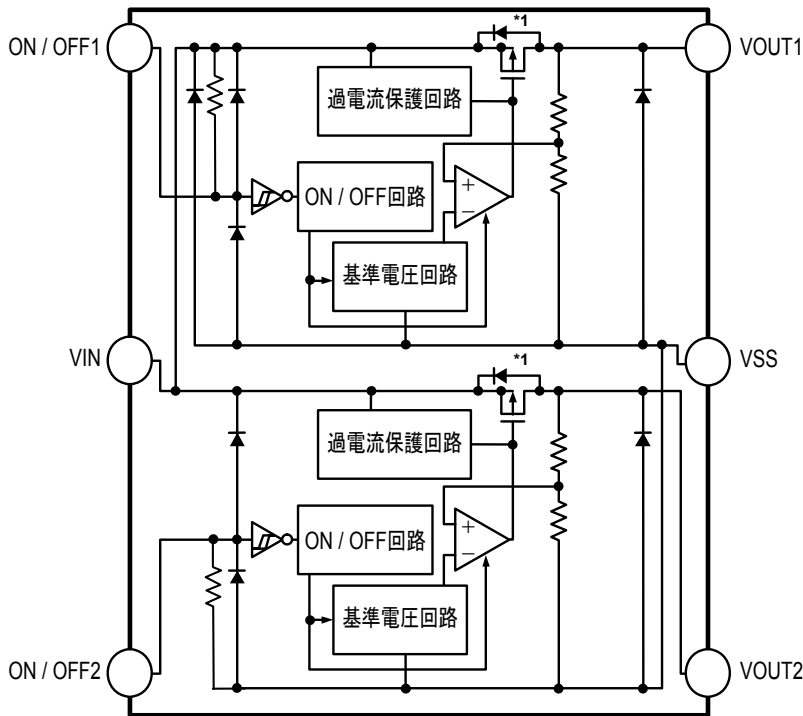 ON / OFF1
*1
VOUT1
過電流保護回路
+
−
ON / OFF回路
基準電圧回路
VIN
VSS
*1
過電流保護回路
+
−
ON / OFF回路
基準電圧回路
ON / OFF2
VOUT2